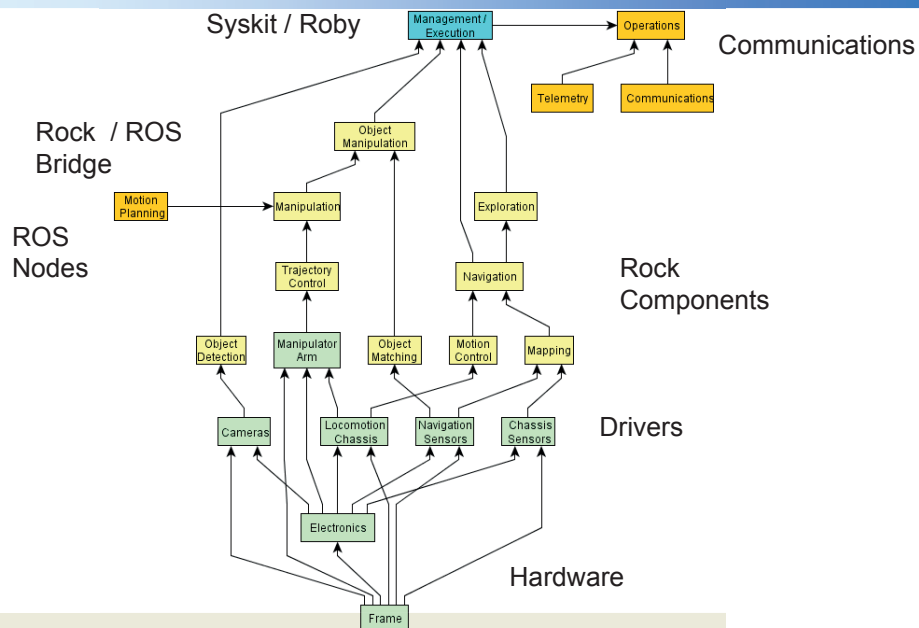 Syskit / Roby
Management /
Execution
Operations
Communications
Telemetry
Communications
Rock / ROS
Bridge
Object
Manipulation
Motion
Planning
Manipulation
Exploration
ROS
Nodes
Trajectory
Control
Navigation
Rock
Components
Object
Detection
Manipulator
Arm
Object
Matching
Motion
Control
Mapping
Cameras
Locomotion
Chassis
Navigation
Sensors
Chassis
Sensors
Drivers
Electronics
Hardware
Frame